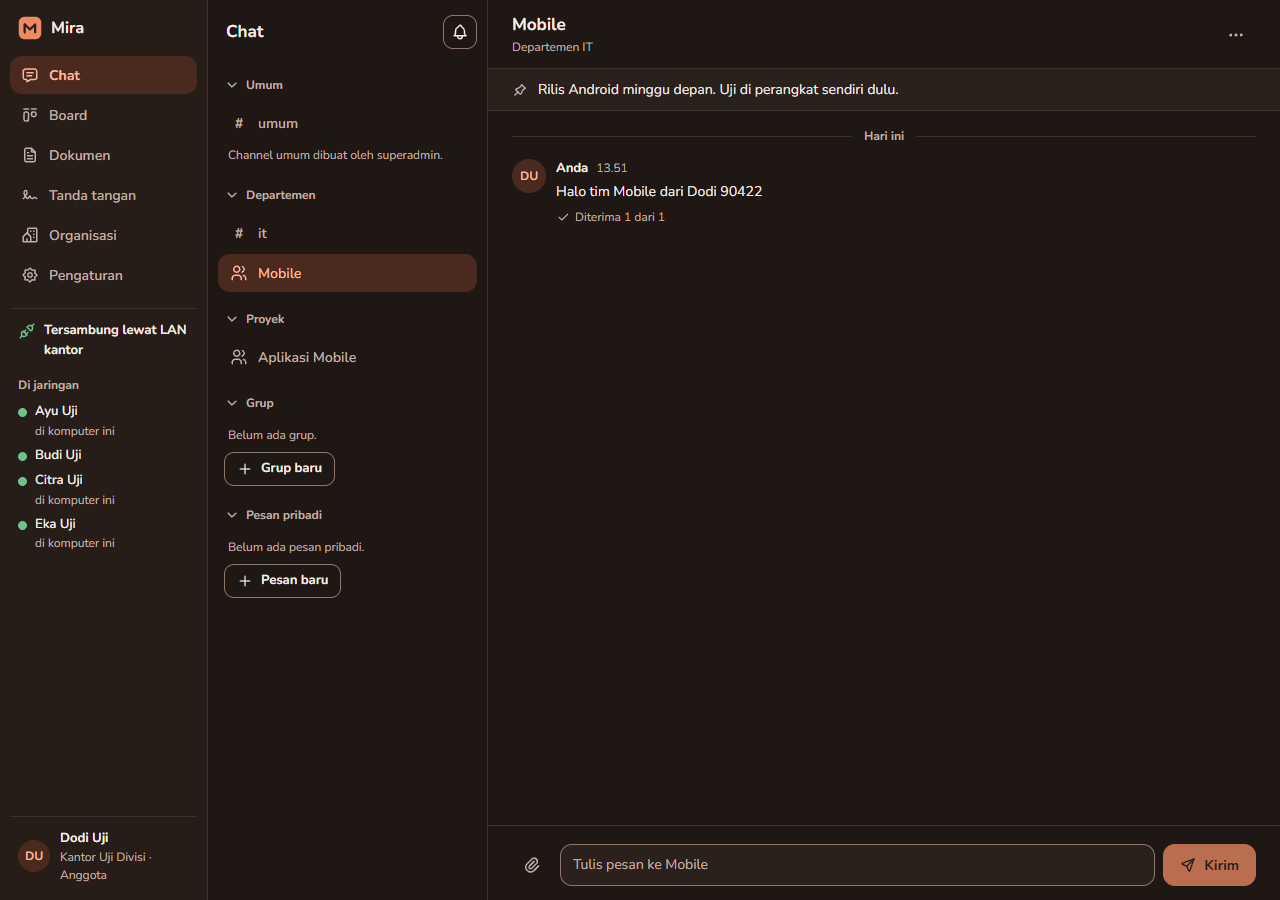 Mira
Chat
Board
Dokumen
Tanda tangan
Organisasi
Pengaturan
Tersambung lewat LAN
kantor
Di jaringan
Ayu Uji
di komputer ini
Budi Uji
Citra Uji
di komputer ini
Eka Uji
di komputer ini
DU
Dodi Uji
Kantor Uji Divisi ·
Anggota
Chat
Umum
# umum
Channel umum dibuat oleh superadmin.
Departemen
# it
Mobile
Proyek
Aplikasi Mobile
Grup
Belum ada grup.
Grup baru
Pesan pribadi
Belum ada pesan pribadi.
Pesan baru
Mobile
Departemen IT
Rilis Android minggu depan. Uji di perangkat sendiri dulu.
Hari ini
DU
Anda 13.51
Halo tim Mobile dari Dodi 90422
Diterima 1 dari 1
Tulis pesan ke Mobile
Kirim